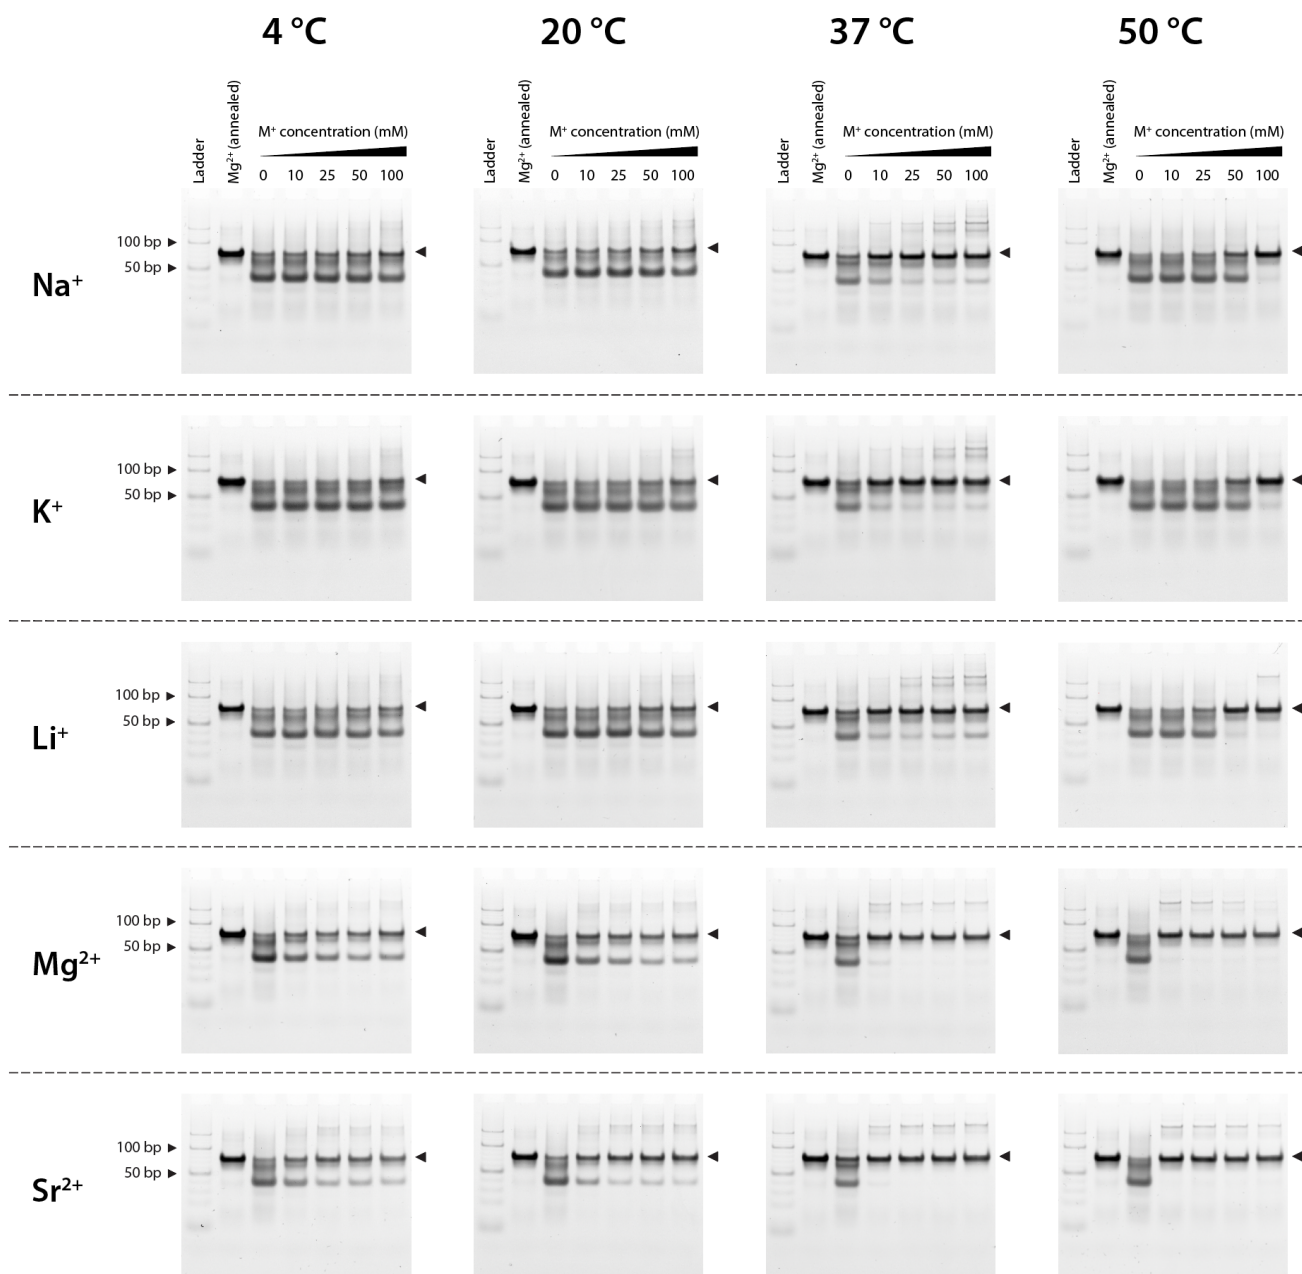 4 °C 20 °C 37 °C 50 °C
Ladder Mg²⁺ (annealed) M⁺ concentration (mM) Ladder Mg²⁺ (annealed) M⁺ concentration (mM) Ladder Mg²⁺ (annealed) M⁺ concentration (mM) Ladder Mg²⁺ (annealed) M⁺ concentration (mM)
0 10 25 50 100 0 10 25 50 100 0 10 25 50 100 0 10 25 50 100
100 bp
50 bp
Na⁺
100 bp
50 bp
K⁺
100 bp
50 bp
Li⁺
100 bp
50 bp
Mg²⁺
100 bp
50 bp
Sr²⁺